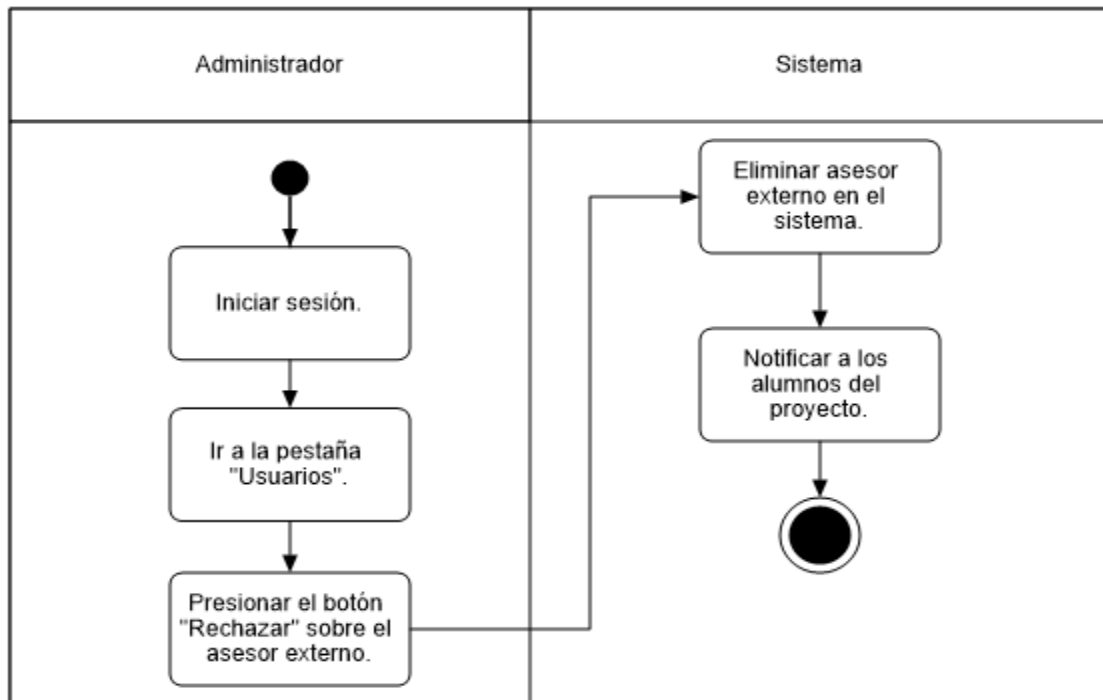 Administrador
Sistema
Iniciar sesión.
Ir a la pestaña
"Usuarios".
Presionar el botón
"Rechazar" sobre el
asesor externo.
Eliminar asesor
externo en el
sistema.
Notificar a los
alumnos del
proyecto.